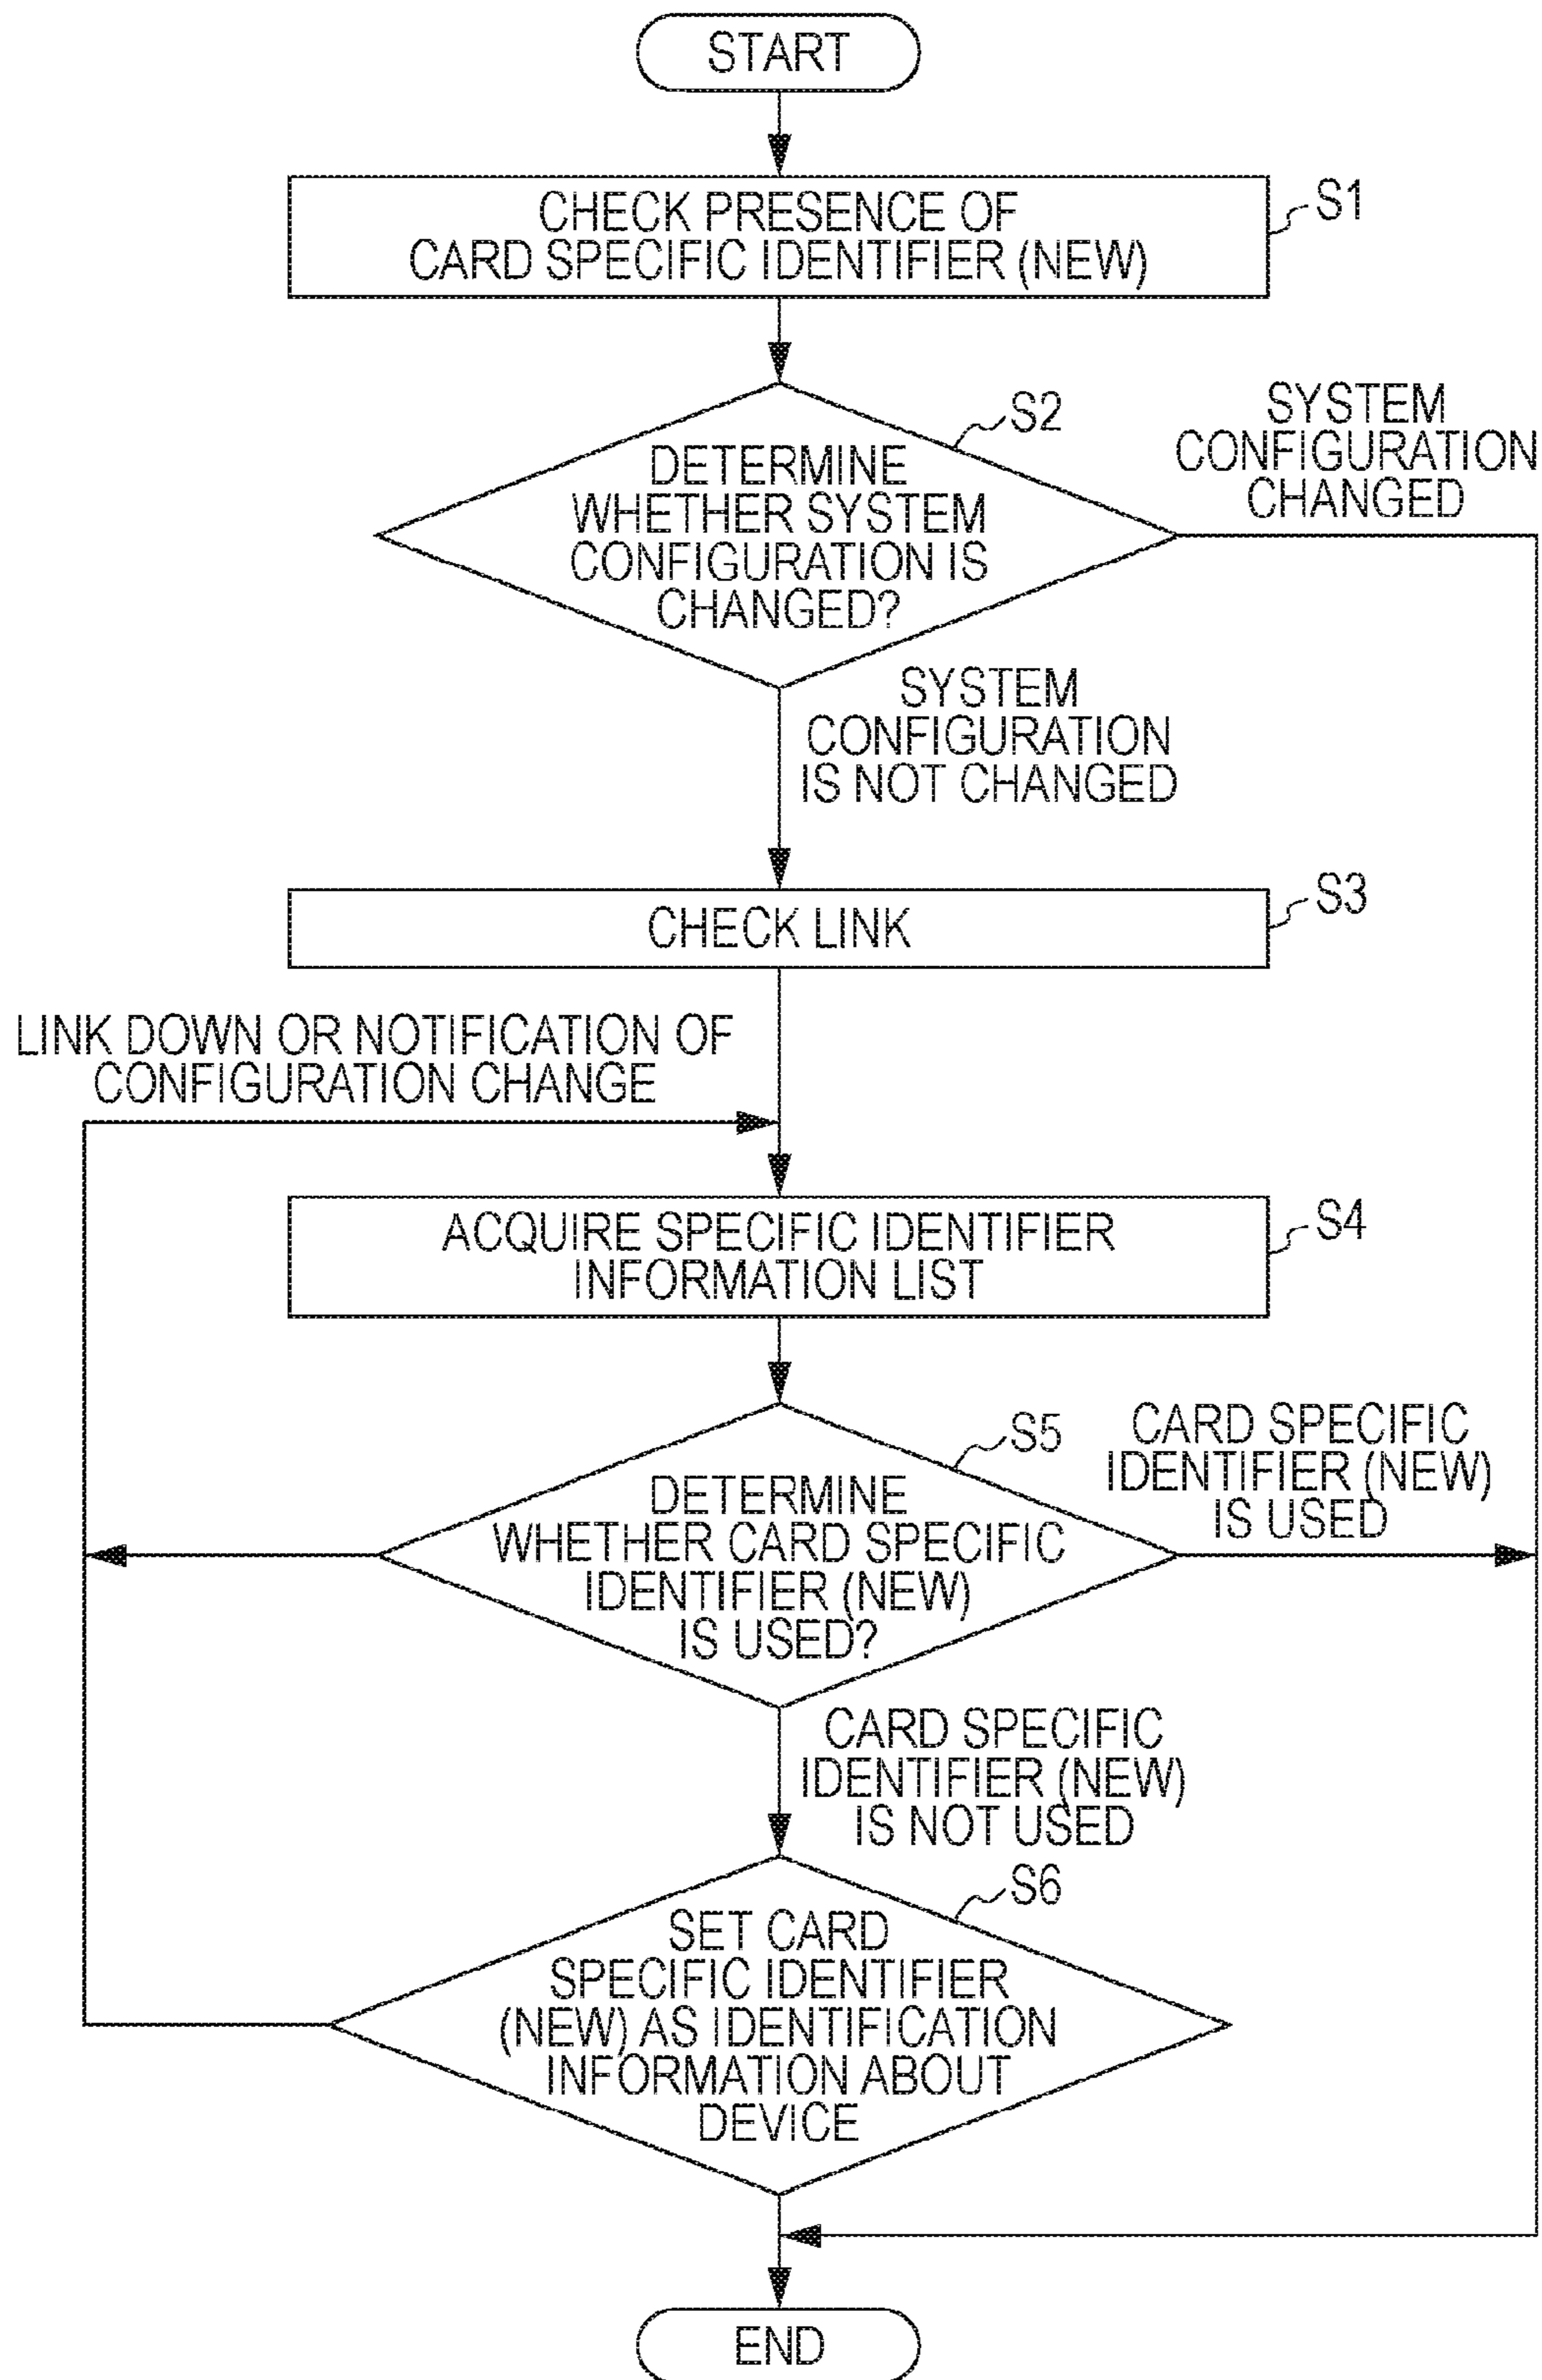 START
CHECK PRESENCE OF
CARD SPECIFIC IDENTIFIER (NEW)
S1
S2
DETERMINE
WHETHER SYSTEM
CONFIGURATION IS
CHANGED?
SYSTEM
CONFIGURATION
CHANGED
SYSTEM
CONFIGURATION
IS NOT CHANGED
CHECK LINK
S3
LINK DOWN OR NOTIFICATION OF
CONFIGURATION CHANGE
ACQUIRE SPECIFIC IDENTIFIER
INFORMATION LIST
S4
S5
DETERMINE
WHETHER CARD SPECIFIC
IDENTIFIER (NEW)
IS USED?
CARD SPECIFIC
IDENTIFIER (NEW)
IS USED
CARD SPECIFIC
IDENTIFIER (NEW)
IS NOT USED
S6
SET CARD
SPECIFIC IDENTIFIER
(NEW) AS IDENTIFICATION
INFORMATION ABOUT
DEVICE
END